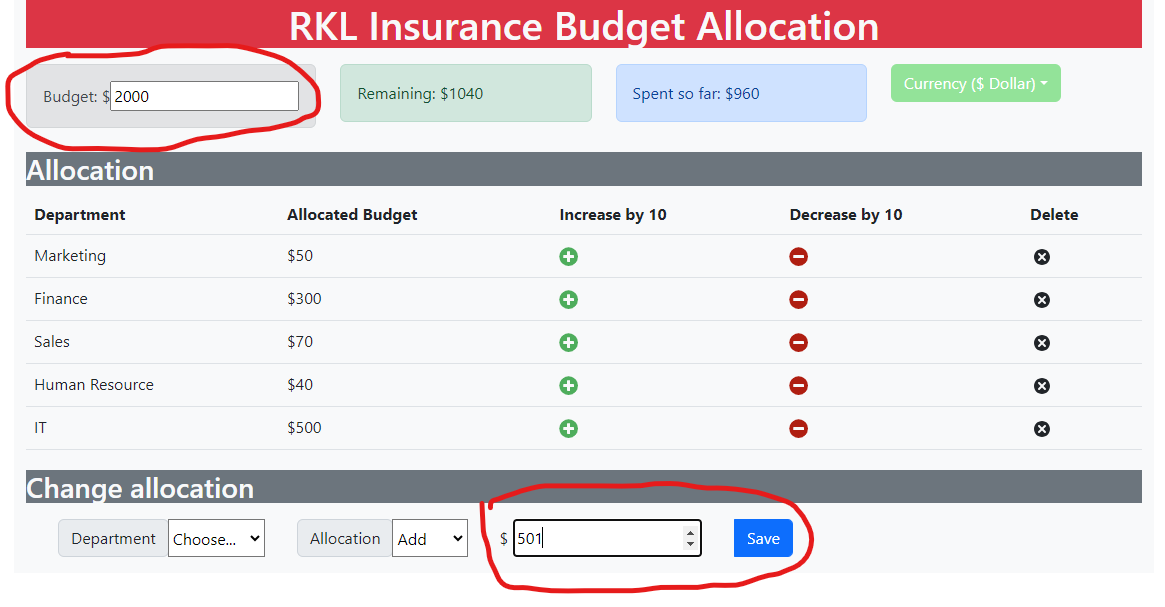 RKL Insurance Budget Allocation
Budget: $ 2000 Remaining: $1040 Spent so far: $960 Currency ($ Dollar)
Allocation
Department Allocated Budget Increase by 10 Decrease by 10 Delete
Marketing $50
Finance $300
Sales $70
Human Resource $40
IT $500
Change allocation
Department Choose... Allocation Add $ 501 Save